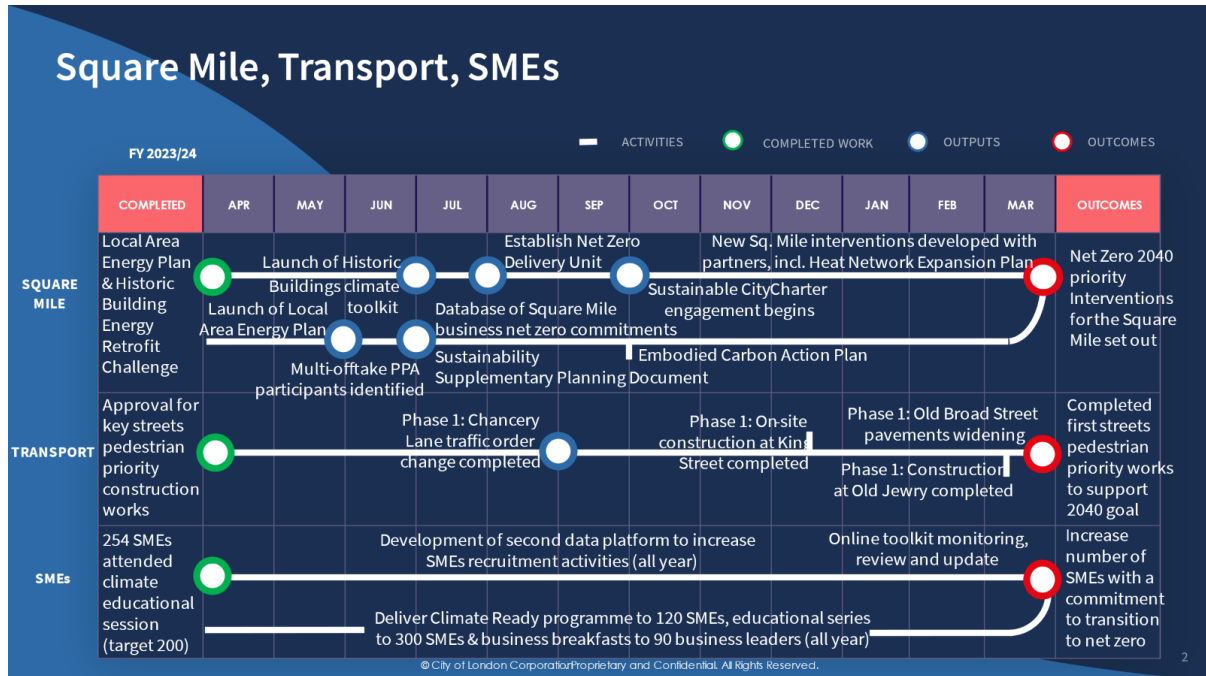 Square Mile, Transport, SMEs
ACTIVITIES
COMPLETED WORK
OUTPUTS
OUTCOMES
FY 2023/24
COMPLETED
APR
MAY
JUN
JUL
AUG
SEP
OCT
NOV
DEC
JAN
FEB
MAR
OUTCOMES
SQUARE
MILE
Local Area
Energy Plan
& Historic
Building
Energy
Retrofit
Challenge
Launch of Historic
Buildings climate
toolkit
Establish Net Zero
Delivery Unit
New Sq. Mile interventions developed with
partners, incl. Heat Network Expansion Plan
Sustainable CityCharter
engagement begins
Launch of Local
Area Energy Plan
Database of Square Mile
business net zero commitments
Multi-offtake PPA
participants identified
Sustainability
Supplementary Planning Document
Embodied Carbon Action Plan
Net Zero 2040
priority
Interventions
for the Square
Mile set out
TRANSPORT
Approval for
key streets
pedestrian
priority
construction
works
Phase 1: Chancery
Lane traffic order
change completed
Phase 1: On-site
construction at King
Street completed
Phase 1: Old Broad Street
pavements widening
Phase 1: Construction
at Old Jewry completed
Completed
first streets
pedestrian
priority works
to support
2040 goal
SMEs
254 SMEs
attended
climate
educational
session
(target 200)
Development of second data platform to increase
SMEs recruitment activities (all year)
Online toolkit monitoring,
review and update
Deliver Climate Ready programme to 120 SMEs, educational series
to 300 SMEs & business breakfasts to 90 business leaders (all year)
Increase
number of
SMEs with a
commitment
to transition
to net zero
© City of London Corporation Proprietary and Confidential. All Rights Reserved.
2